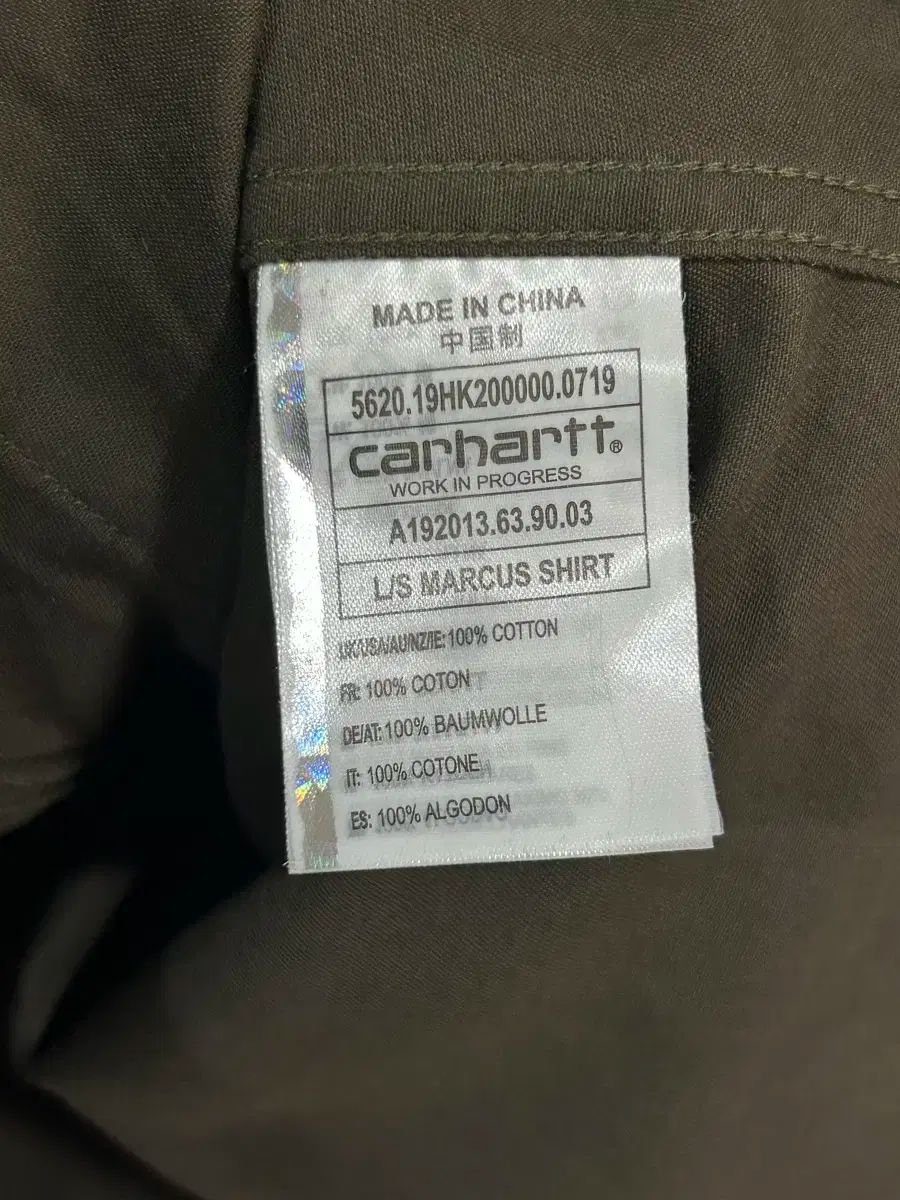 MADE IN CHINA
中国制
5620.19HK200000.0719
carhartt®
WORK IN PROGRESS
A192013.63.90.03
L/S MARCUS SHIRT
UK/USA/AU/NZ/IE: 100% COTTON
FR: 100% COTON
DE/AT: 100% BAUMWOLLE
IT: 100% COTONE
ES: 100% ALGODON